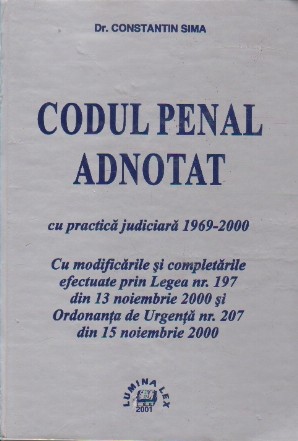 Dr. CONSTANTIN SIMA
CODUL PENAL
ADNOTAT
cu practică judiciară 1969-2000
Cu modificările şi completările
efectuate prin Legea nr. 197
din 13 noiembrie 2000 şi
Ordonanţa de Urgenţă nr. 207
din 15 noiembrie 2000
LUMINA LEX
2001